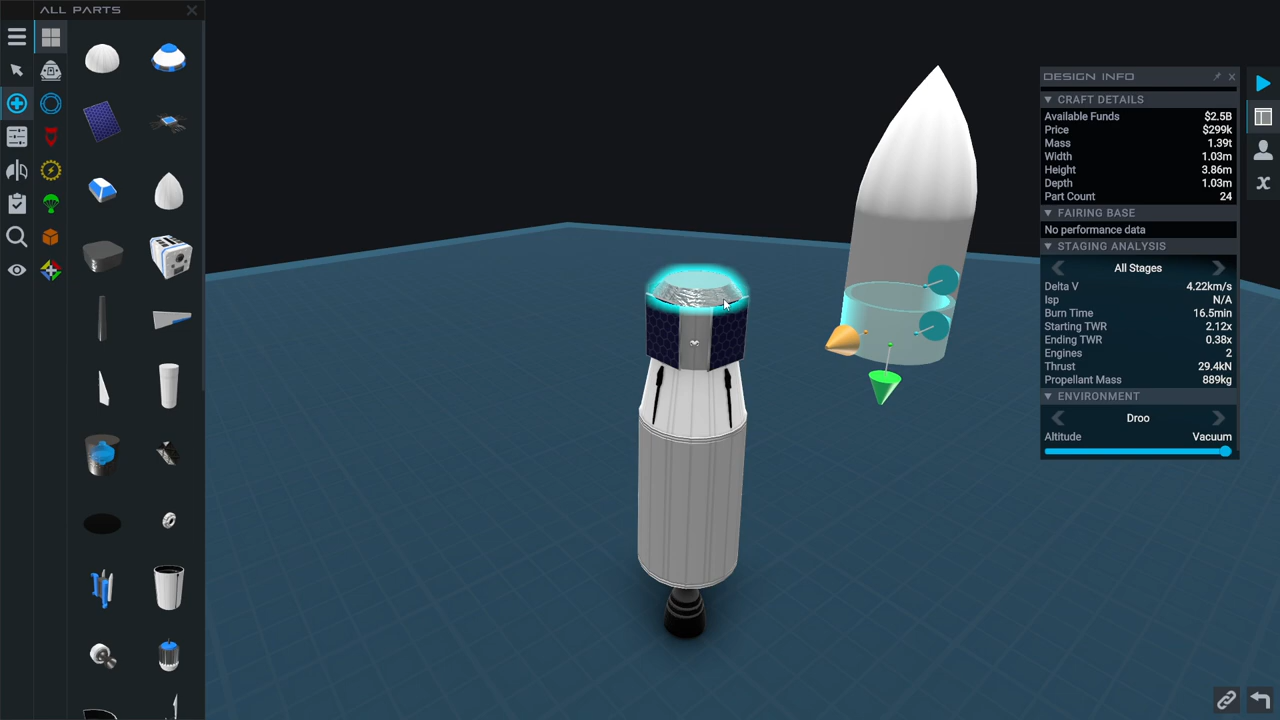 ALL PARTS
DESIGN INFO
CRAFT DETAILS
Available Funds $2.5B
Price $299k
Mass 1.39t
Width 1.03m
Height 3.86m
Depth 1.03m
Part Count 24
FAIRING BASE
No performance data
STAGING ANALYSIS
All Stages
Delta V 4.22km/s
Isp N/A
Burn Time 16.5min
Starting TWR 2.12x
Ending TWR 0.38x
Engines 2
Thrust 29.4kN
Propellant Mass 889kg
ENVIRONMENT
Droo
Altitude Vacuum